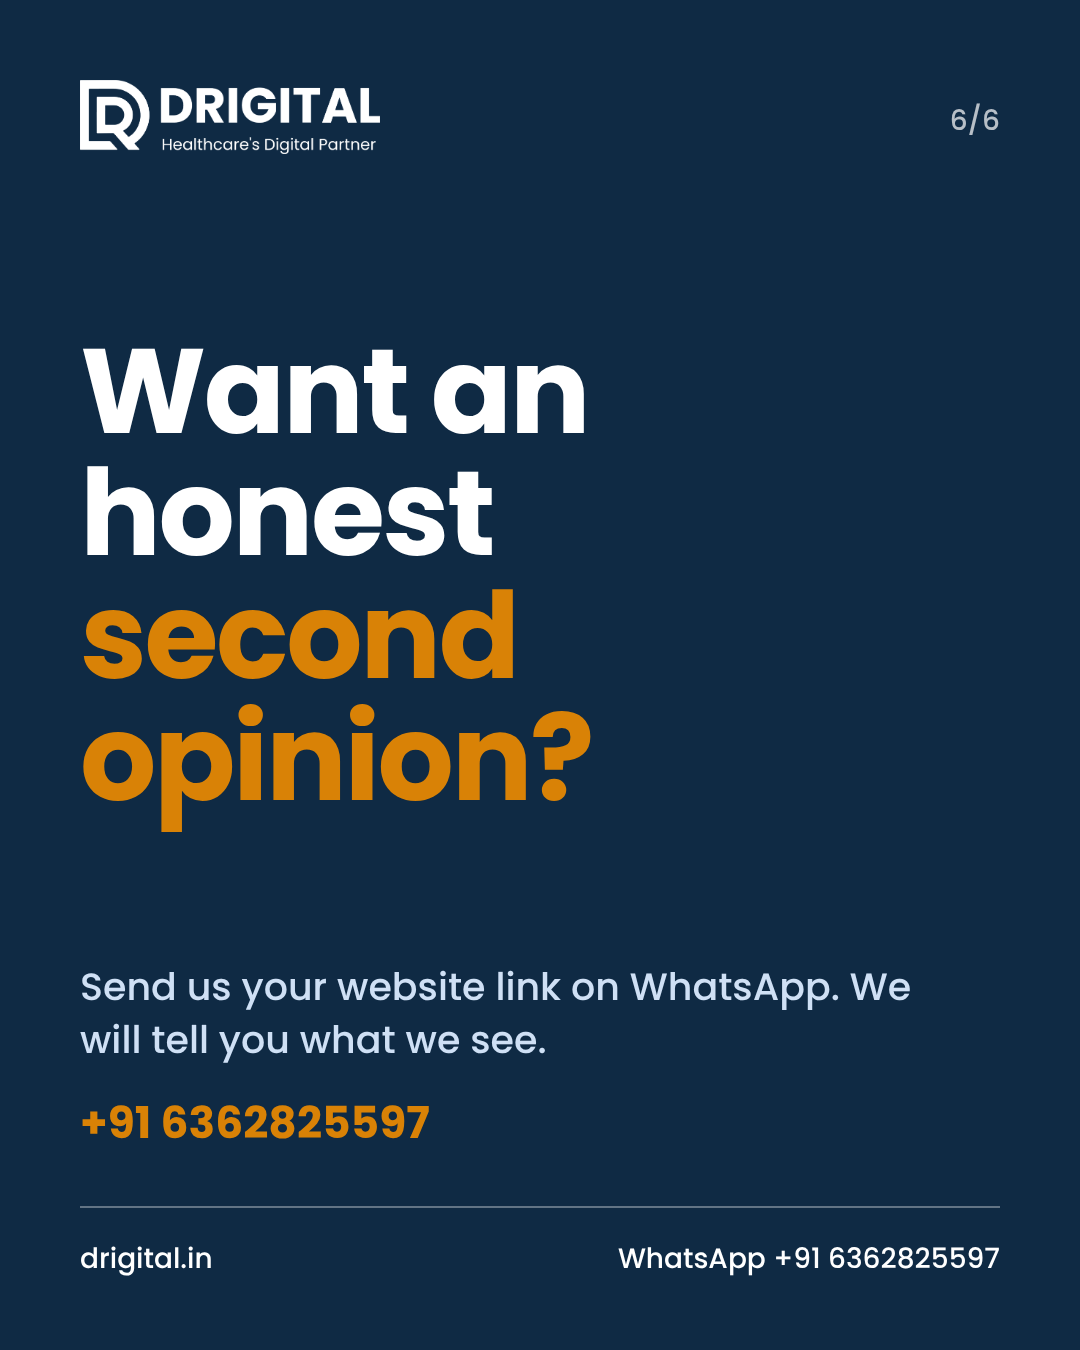 DRIGITAL
Healthcare's Digital Partner
6/6
Want an
honest
second
opinion?
Send us your website link on WhatsApp. We
will tell you what we see.
+91 6362825597
drigital.in
WhatsApp +91 6362825597